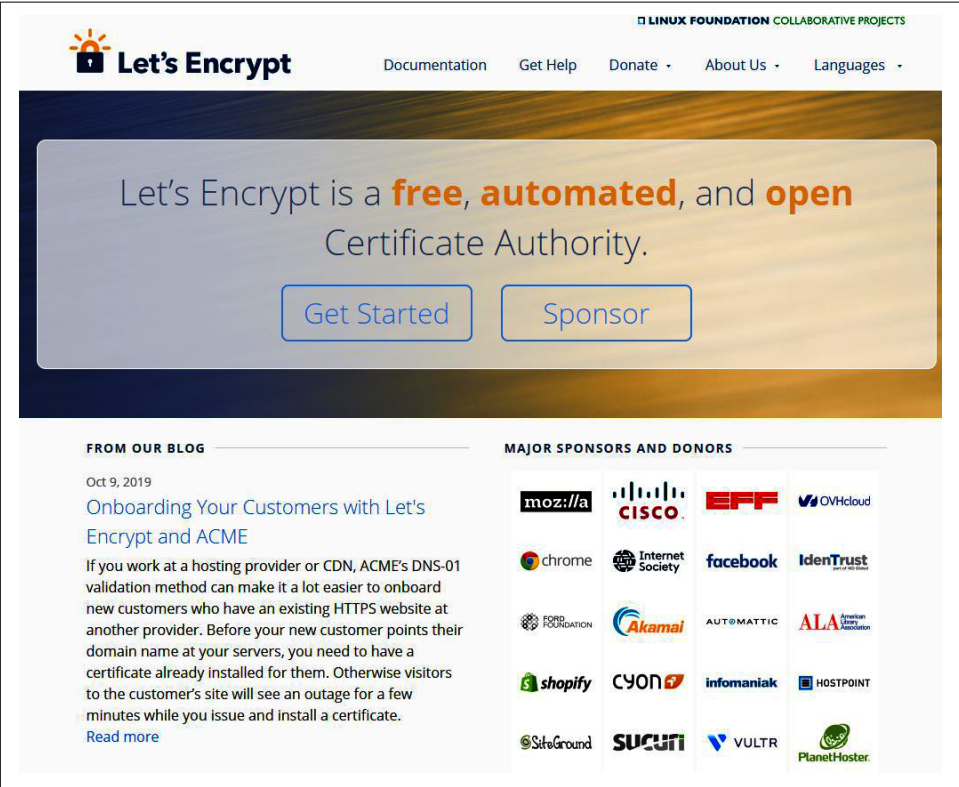 LINUX FOUNDATION COLLABORATIVE PROJECTS
Let's Encrypt
Documentation Get Help Donate About Us Languages
Let's Encrypt is a free, automated, and open
Certificate Authority.
Get Started Sponsor
FROM OUR BLOG
Oct 9, 2019
Onboarding Your Customers with Let's
Encrypt and ACME
If you work at a hosting provider or CDN, ACME's DNS-01
validation method can make it a lot easier to onboard
new customers who have an existing HTTPS website at
another provider. Before your new customer points their
domain name at your servers, you need to have a
certificate already installed for them. Otherwise visitors
to the customer's site will see an outage for a few
minutes while you issue and install a certificate.
Read more
MAJOR SPONSORS AND DONORS
moz://a CISCO EFF OVHcloud
chrome Internet Society facebook IdenTrust
part of HID Global
FORD FOUNDATION Akamai AUTOMATTIC ALA American Library Association
shopify CYON infomaniak HOSTPOINT
SiteGround SUCURI VULTR PlanetHoster